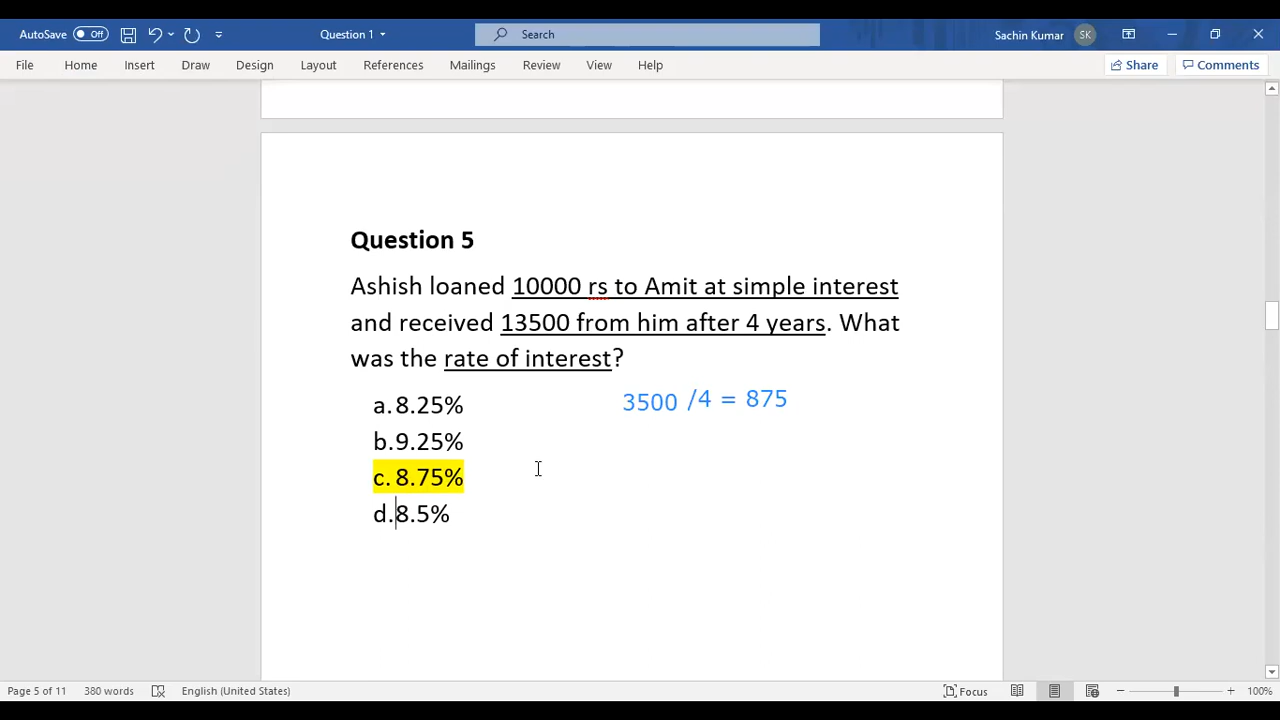 AutoSave Off Question 1 Search Sachin Kumar SK
File Home Insert Draw Design Layout References Mailings Review View Help Share Comments
Question 5
Ashish loaned 10000 rs to Amit at simple interest
and received 13500 from him after 4 years. What
was the rate of interest?
a. 8.25% 3500 /4 = 875
b. 9.25%
c. 8.75%
d. 8.5%
Page 5 of 11 380 words English (United States) Focus 100%